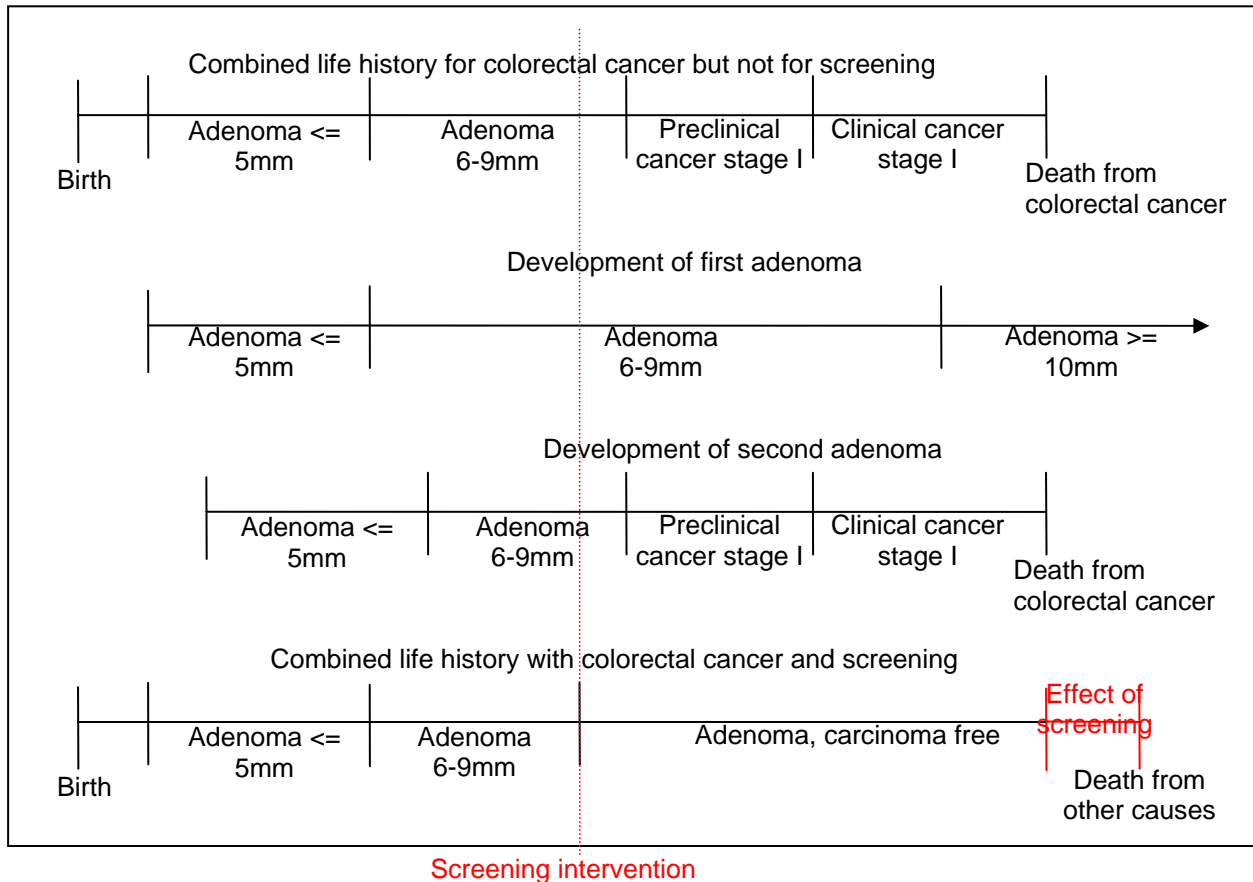 Combined life history for colorectal cancer but not for screening
Adenoma <=
5mm
Adenoma
6-9mm
Preclinical
cancer stage I
Clinical cancer
stage I
Birth
Death from
colorectal cancer
Development of first adenoma
Adenoma <=
5mm
Adenoma
6-9mm
Adenoma >=
10mm
Development of second adenoma
Adenoma <=
5mm
Adenoma
6-9mm
Preclinical
cancer stage I
Clinical cancer
stage I
Death from
colorectal cancer
Combined life history with colorectal cancer and screening
Adenoma <=
5mm
Adenoma
6-9mm
Adenoma, carcinoma free
Effect of
screening
Birth
Death from
other causes
Screening intervention